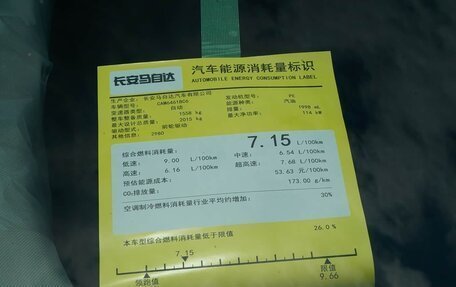 长安马自达 汽车能源消耗量标识
AUTOMOBILE ENERGY CONSUMPTION LABEL
生产企业: 长安马自达汽车有限公司
车辆型号: CAM6461BC6 发动机型号: PE
变速器类型: 自动 能源种类: 汽油
整车整备质量: 1558 kg 排量: 1998 mL
最大设计总质量: 2015 kg 最大净功率: 114 kW
驱动型式: 前轮驱动
其他信息: 2980
综合燃料消耗量: 7.15 L/100km
低速: 9.00 L/100km 中速: 6.54 L/100km
高速: 6.16 L/100km 超高速: 7.68 L/100km
预估能源成本: 53.63 元/100km
CO₂排放量: 173.00 g/km
空调制冷燃料消耗量行业平均约增加: 30%
本车型综合燃料消耗量低于限值 26.0 %
7.15
领跑值 限值
9.66